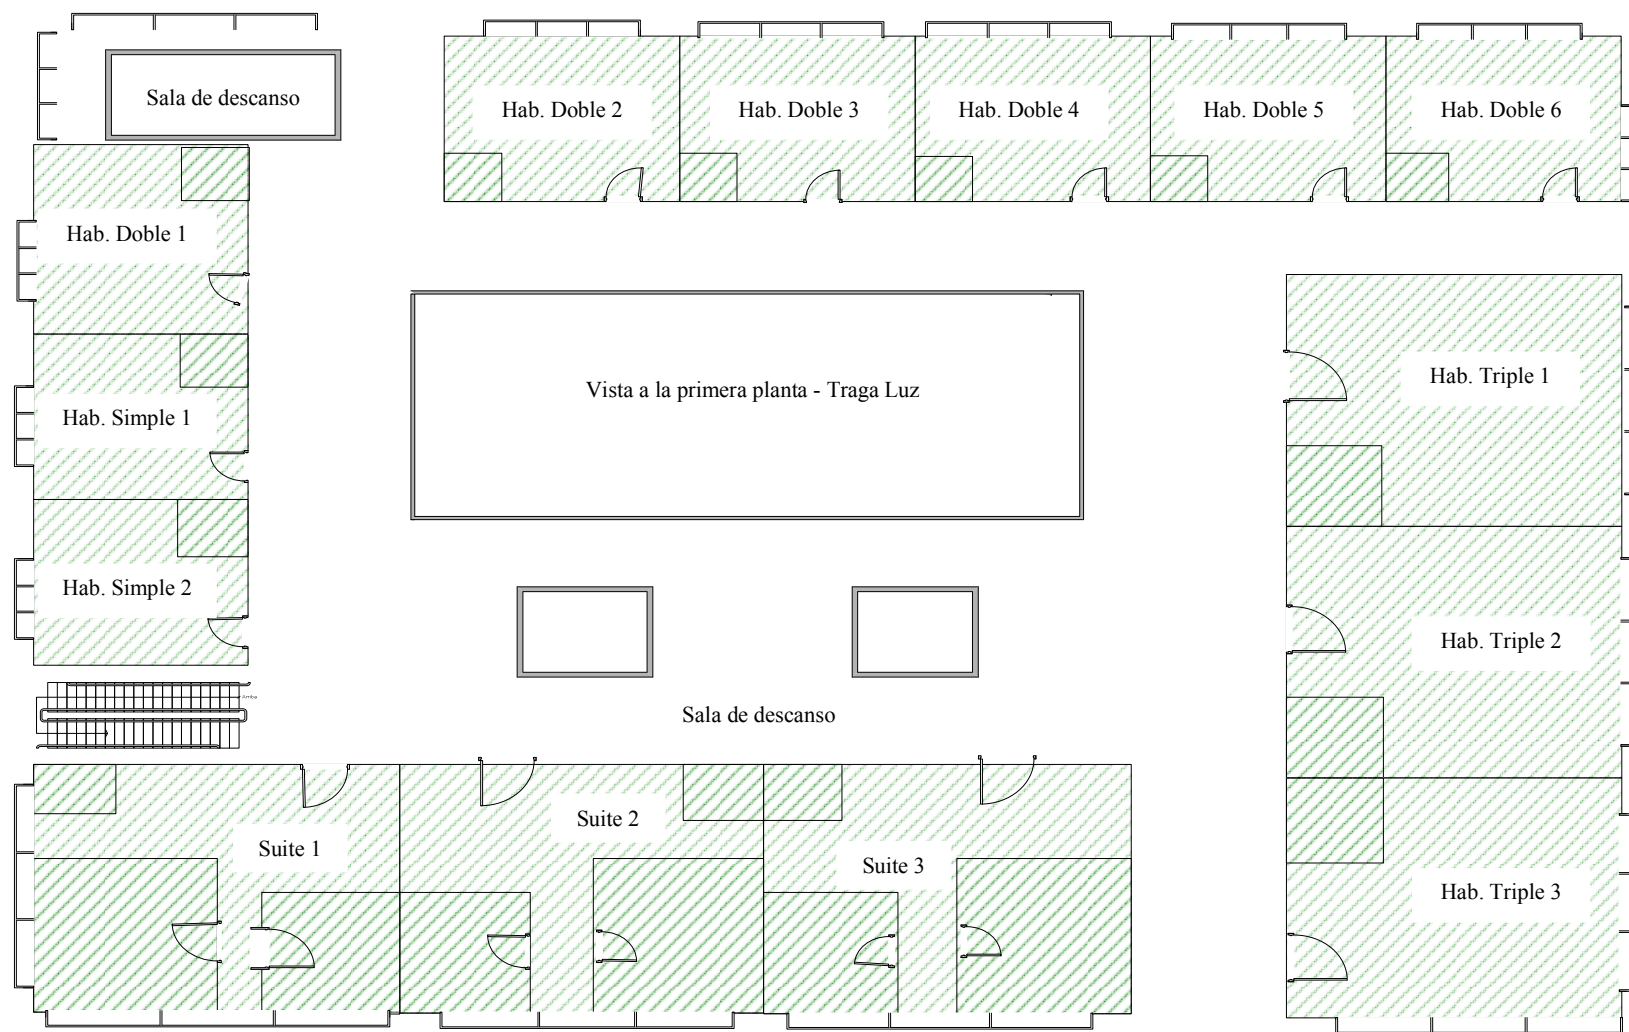 Sala de descanso
Hab. Doble 2
Hab. Doble 3
Hab. Doble 4
Hab. Doble 5
Hab. Doble 6
Hab. Doble 1
Hab. Simple 1
Hab. Simple 2
Vista a la primera planta - Traga Luz
Hab. Triple 1
Hab. Triple 2
Hab. Triple 3
Arriba
Sala de descanso
Suite 1
Suite 2
Suite 3